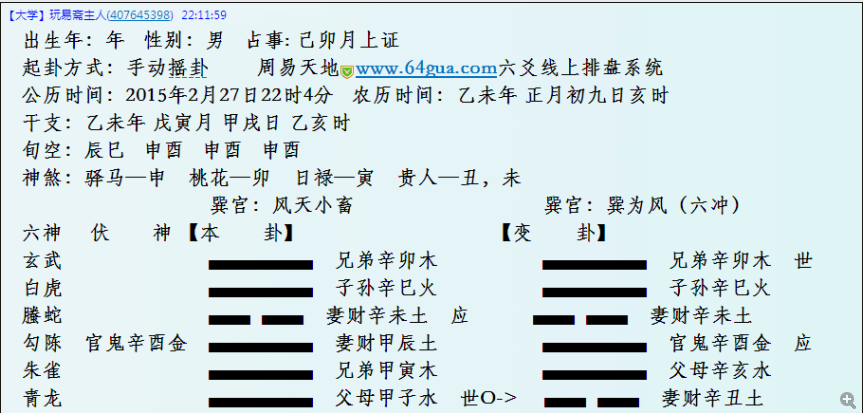 【大学】玩易斋主人(407645398) 22:11:59
出生年：年 性别：男 占事：己卯月上证
起卦方式：手动摇卦 周易天地www.64gua.com六爻线上排盘系统
公历时间：2015年2月27日22时4分 农历时间：乙未年 正月初九日亥时
干支：乙未年 戊寅月 甲戌日 乙亥时
旬空：辰巳 申酉 申酉 申酉
神煞：驿马—申 桃花—卯 日禄—寅 贵人—丑，未
巽宫：风天小畜 巽宫：巽为风（六冲）
六神 伏 神【本 卦】 【变 卦】
玄武 兄弟辛卯木 兄弟辛卯木 世
白虎 子孙辛巳火 子孙辛巳火
螣蛇 妻财辛未土 应 妻财辛未土
勾陈 官鬼辛酉金 妻财甲辰土 官鬼辛酉金 应
朱雀 兄弟甲寅木 父母辛亥水
青龙 父母甲子水 世O-> 妻财辛丑土